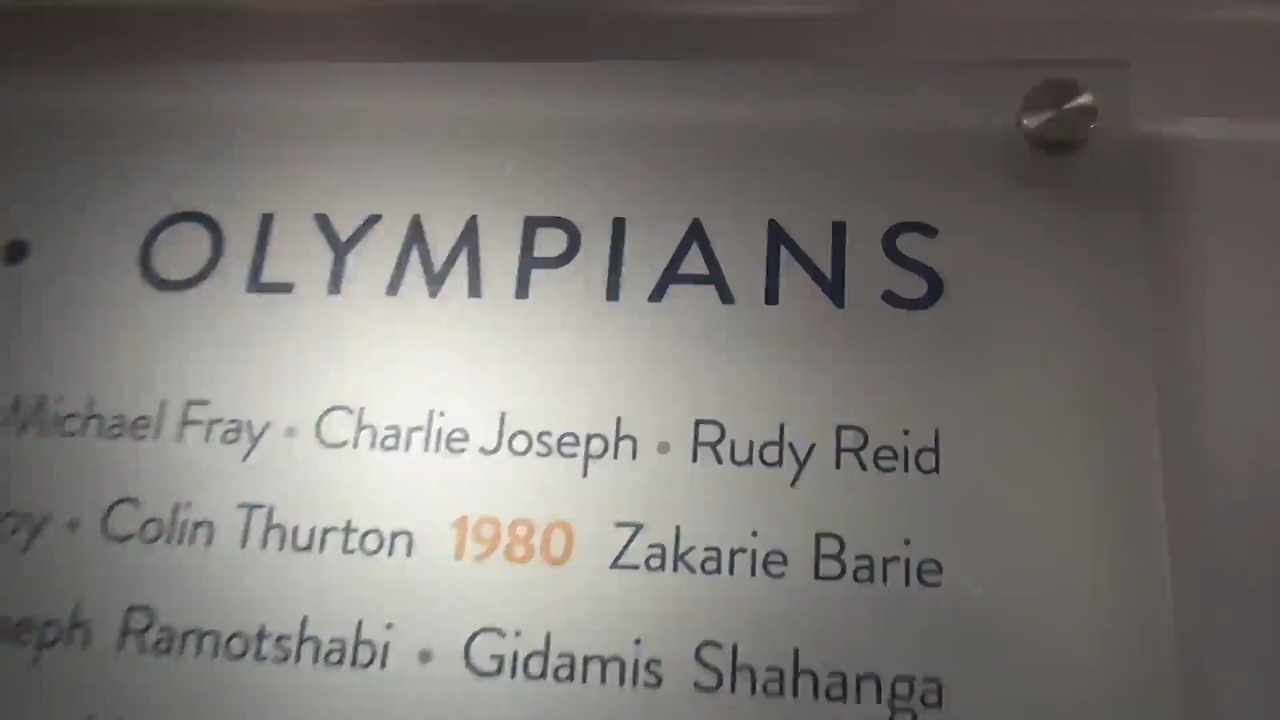 • OLYMPIANS
Michael Fray • Charlie Joseph • Rudy Reid
• Colin Thurton 1980 Zakarie Barie
Ramotshabi • Gidamis Shahanga